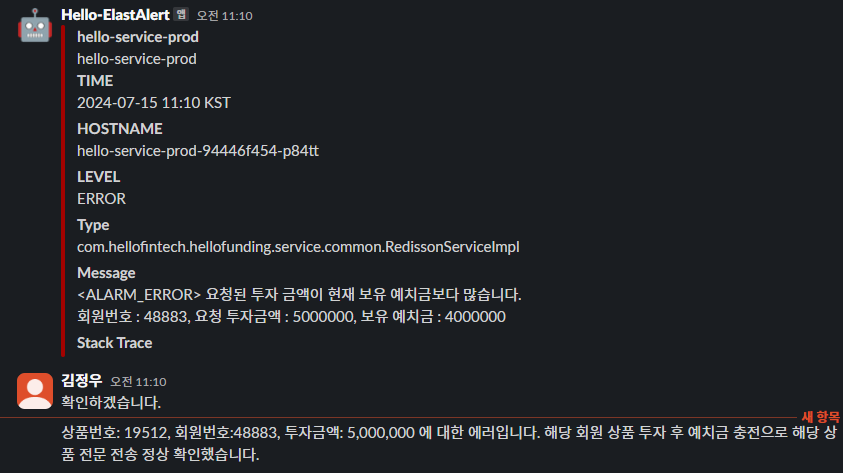 Hello-ElastAlert 앱 오전 11:10
hello-service-prod
hello-service-prod
TIME
2024-07-15 11:10 KST
HOSTNAME
hello-service-prod-94446f454-p84tt
LEVEL
ERROR
Type
com.hellofintech.hellofunding.service.common.RedissonServiceImpl
Message
<ALARM_ERROR> 요청된 투자 금액이 현재 보유 예치금보다 많습니다.
회원번호 : 48883, 요청 투자금액 : 5000000, 보유 예치금 : 4000000
Stack Trace
김정우 오전 11:10
확인하겠습니다.
새 항목
상품번호: 19512, 회원번호:48883, 투자금액: 5,000,000 에 대한 에러입니다. 해당 회원 상품 투자 후 예치금 충전으로 해당 상
품 전문 전송 정상 확인했습니다.